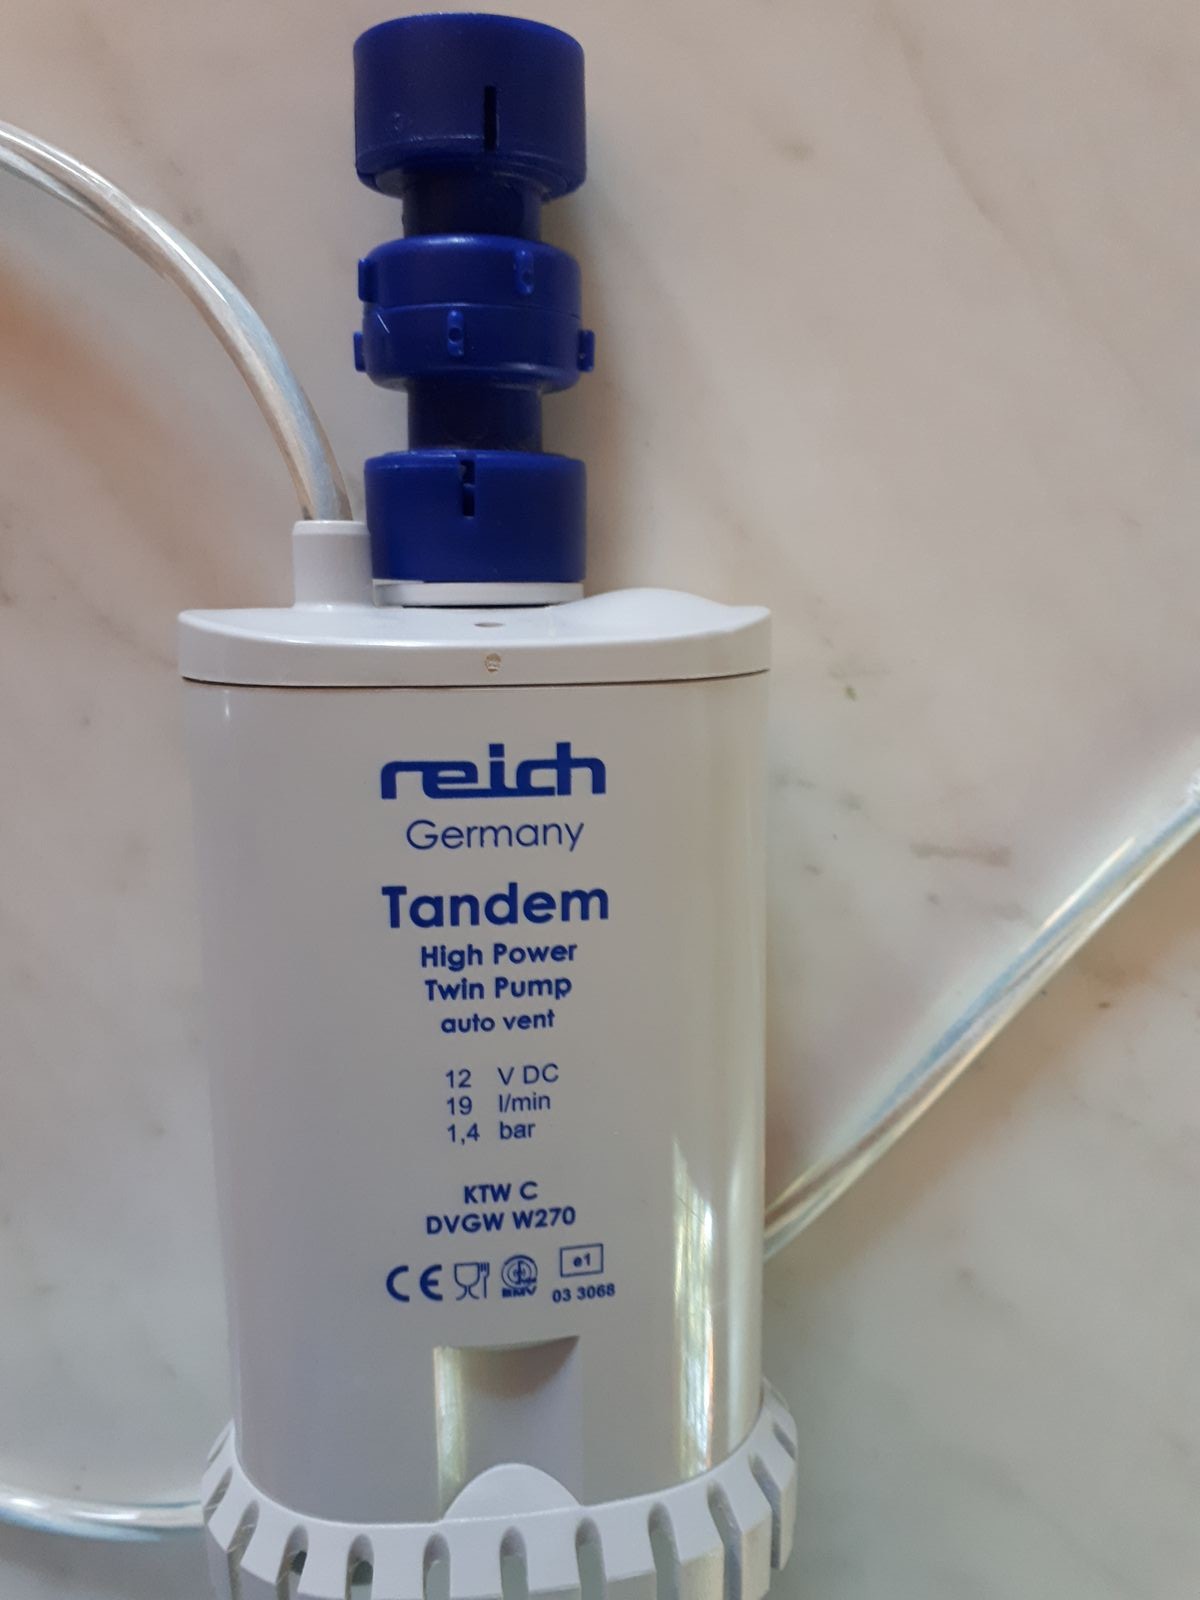 reich
Germany
Tandem
High Power
Twin Pump
auto vent
12 V DC
19 l/min
1,4 bar
KTW C
DVGW W270
CE e1
BMV 03 3068